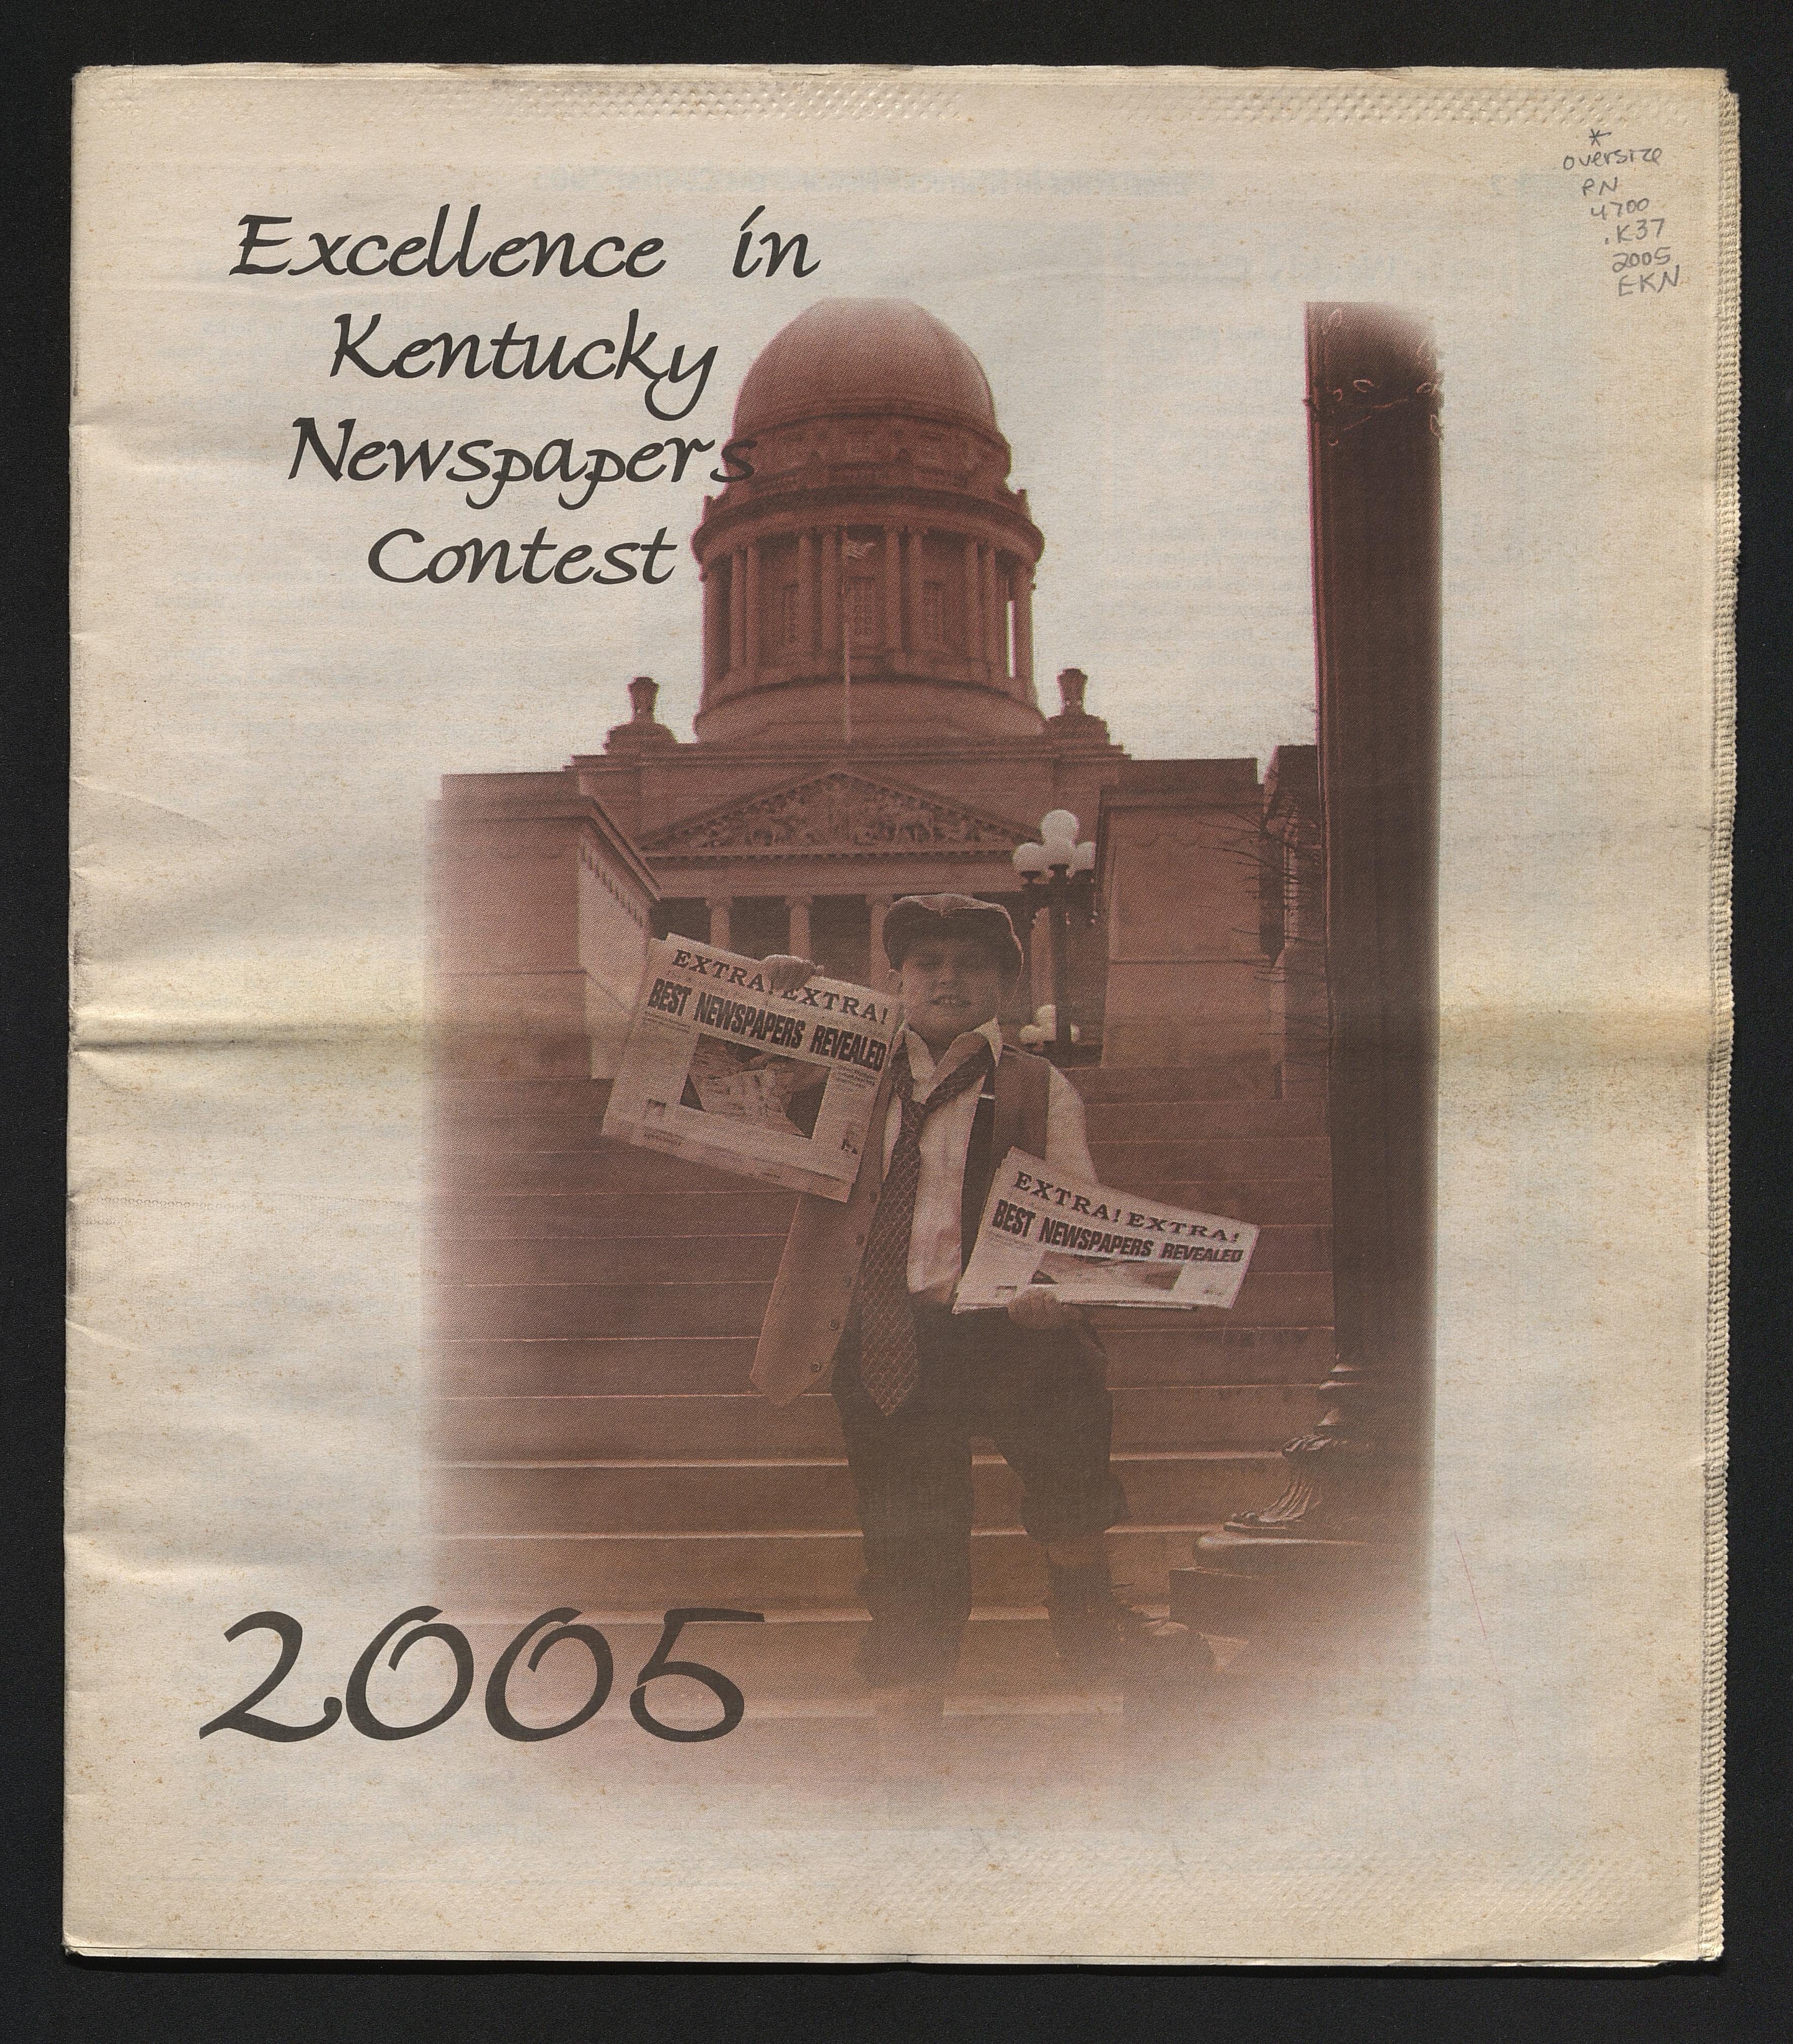 *
oversize
PN
4700
.K37
2005
EKN
Excellence in
Kentucky
Newspapers
Contest
EXTRA! EXTRA!
BEST NEWSPAPERS REVEALED
EXTRA! EXTRA!
BEST NEWSPAPERS REVEALED
2005